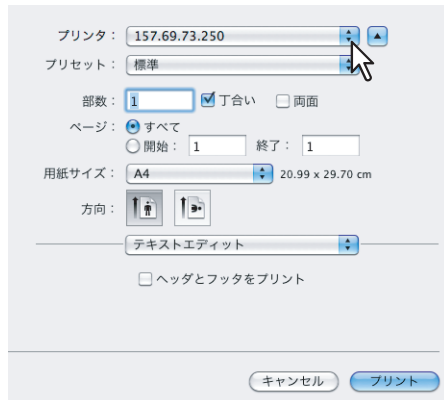 プリンタ： 157.69.73.250
プリセット： 標準
部数： 1 丁合い 両面
ページ： すべて
開始： 1 終了： 1
用紙サイズ： A4 20.99 x 29.70 cm
方向：
テキストエディット
ヘッダとフッタをプリント
キャンセル プリント